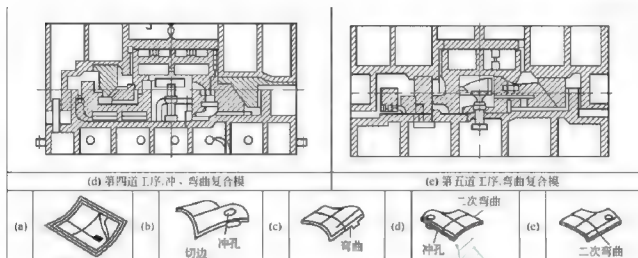 (d) 第四道工序,冲、弯曲复合模
(e) 第五道工序,弯曲复合模
(a) (b) 切边 冲孔 (c) 弯曲 (d) 冲孔 二次弯曲 (e) 二次弯曲